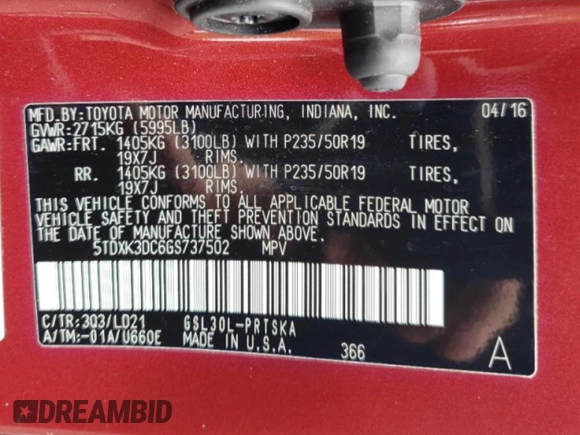 MFD.BY:TOYOTA MOTOR MANUFACTURING, INDIANA, INC. 04/16
GVWR:2715KG (5995LB)
GAWR:FRT. 1405KG (3100LB) WITH P235/50R19 TIRES,
19X7J RIMS.
RR. 1405KG (3100LB) WITH P235/50R19 TIRES,
19X7J RIMS.
THIS VEHICLE CONFORMS TO ALL APPLICABLE FEDERAL MOTOR
VEHICLE SAFETY AND THEFT PREVENTION STANDARDS IN EFFECT ON
THE DATE OF MANUFACTURE SHOWN ABOVE.
5TDXK3DC6GS737502 MPV
C/TR:3Q3/LD21 GSL30L-PRTSKA
A/TM:-01A/U660E MADE IN U.S.A. 366 A
DREAMBID